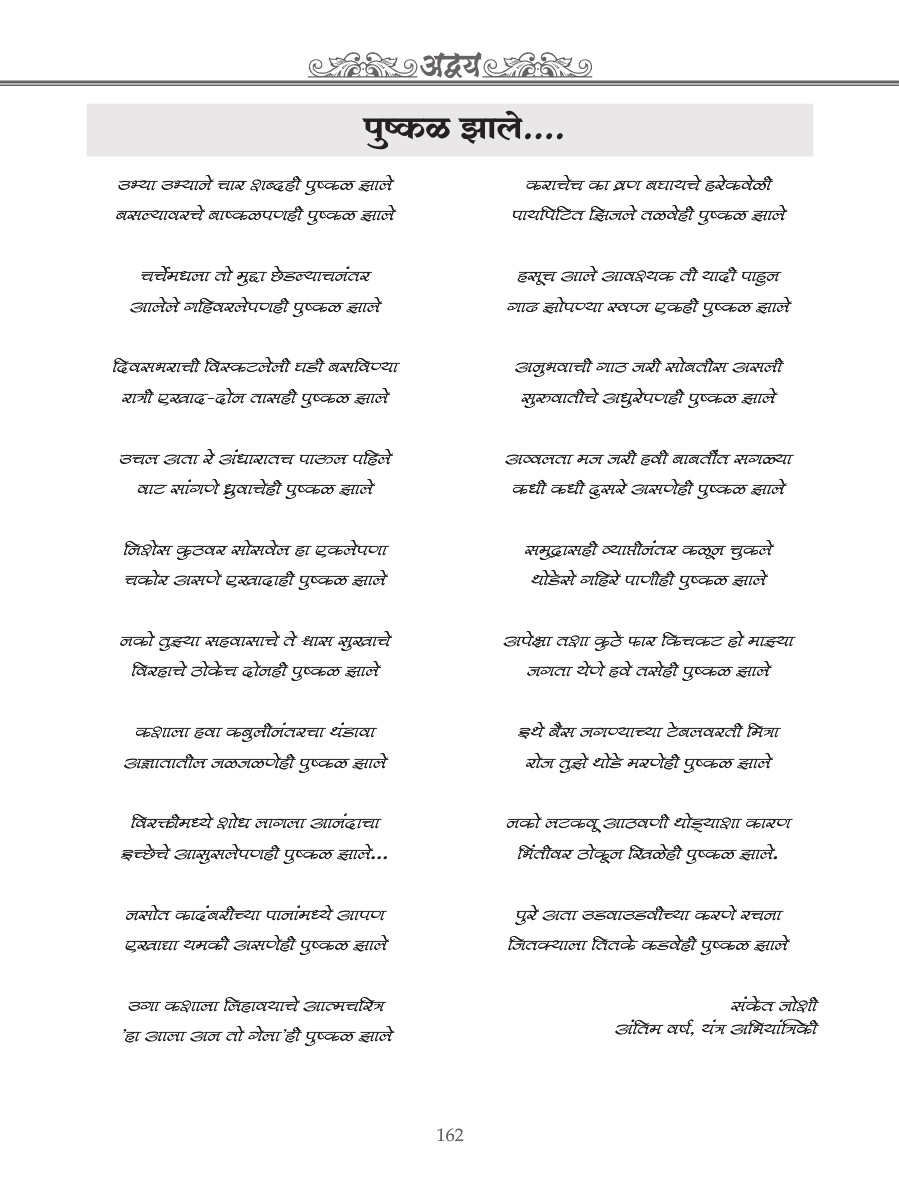 अद्वय
पुष्कळ झाले....
उभ्या उभ्याने चार शब्दही पुष्कळ झाले
बसल्यावरचे बाष्कळपणही पुष्कळ झाले
चर्चेमधला तो मुद्दा छेडल्याचनंतर
आलेले गहिवरलेपणही पुष्कळ झाले
दिवसभराची विस्कटलेली घडी बसविण्या
रात्री एखाद-दोन तासही पुष्कळ झाले
उचल अता रे अंधारातच पाऊल पहिले
वाट सांगणे ध्रुवाचेही पुष्कळ झाले
निशेस कुठवर सोसवेल हा एकलेपणा
चकोर असणे एखादाही पुष्कळ झाले
नको तुझ्या सहवासाचे ते धास सुखाचे
विरहाचे ठोकेच दोनही पुष्कळ झाले
कशाला हवा कबुलीनंतरचा थंडावा
अज्ञातातील जळजळणेही पुष्कळ झाले
विरक्तीमध्ये शोध लागला आनंदाचा
इच्छेचे आसुसलेपणही पुष्कळ झाले...
नसोत कादंबरीच्या पानांमध्ये आपण
एखाद्या यमकी असणेही पुष्कळ झाले
उगा कशाला लिहावयाचे आत्मचरित्र
'हा आला अन तो गेला'ही पुष्कळ झाले
कराचेच का व्रण बघायचे हरेकवेळी
पायपिटित झिजले तळवेही पुष्कळ झाले
हसूच आले आवश्यक ती यादी पाहुन
गाढ झोपण्या स्वप्न एकही पुष्कळ झाले
अनुभवाची गाठ जरी सोबतीस असली
सुरुवातीचे अधुरेपणही पुष्कळ झाले
अव्वलता मज जरी हवी बाबतींत सगळ्या
कधी कधी दुसरे असणेही पुष्कळ झाले
समुद्रासही व्याप्तीनंतर कळून चुकले
थोडेसे गहिरे पाणीही पुष्कळ झाले
अपेक्षा तशा कुठे फार किचकट हो माझ्या
जगता येणे हवे तसेही पुष्कळ झाले
इथे बैस जगण्याच्या टेबलवरती मित्रा
रोज तुझे थोडे मरणेही पुष्कळ झाले
नको लटकवू आठवणी थोड्याशा कारण
भिंतीवर ठोकून खिळेही पुष्कळ झाले.
पुरे अता उडवाउडवीच्या करणे रचना
जितक्याला तितके कडवेही पुष्कळ झाले
संकेत जोशी
अंतिम वर्ष, यंत्र अभियांत्रिकी
162